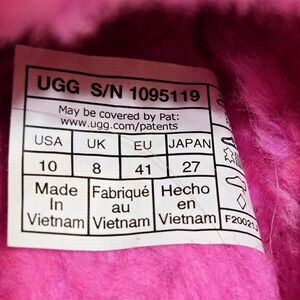 UGG S/N 1095119
May be covered by Pat:
www.ugg.com/patents
USA UK EU JAPAN
10 8 41 27
Made Fabriqué Hecho
In au en
Vietnam Vietnam Vietnam